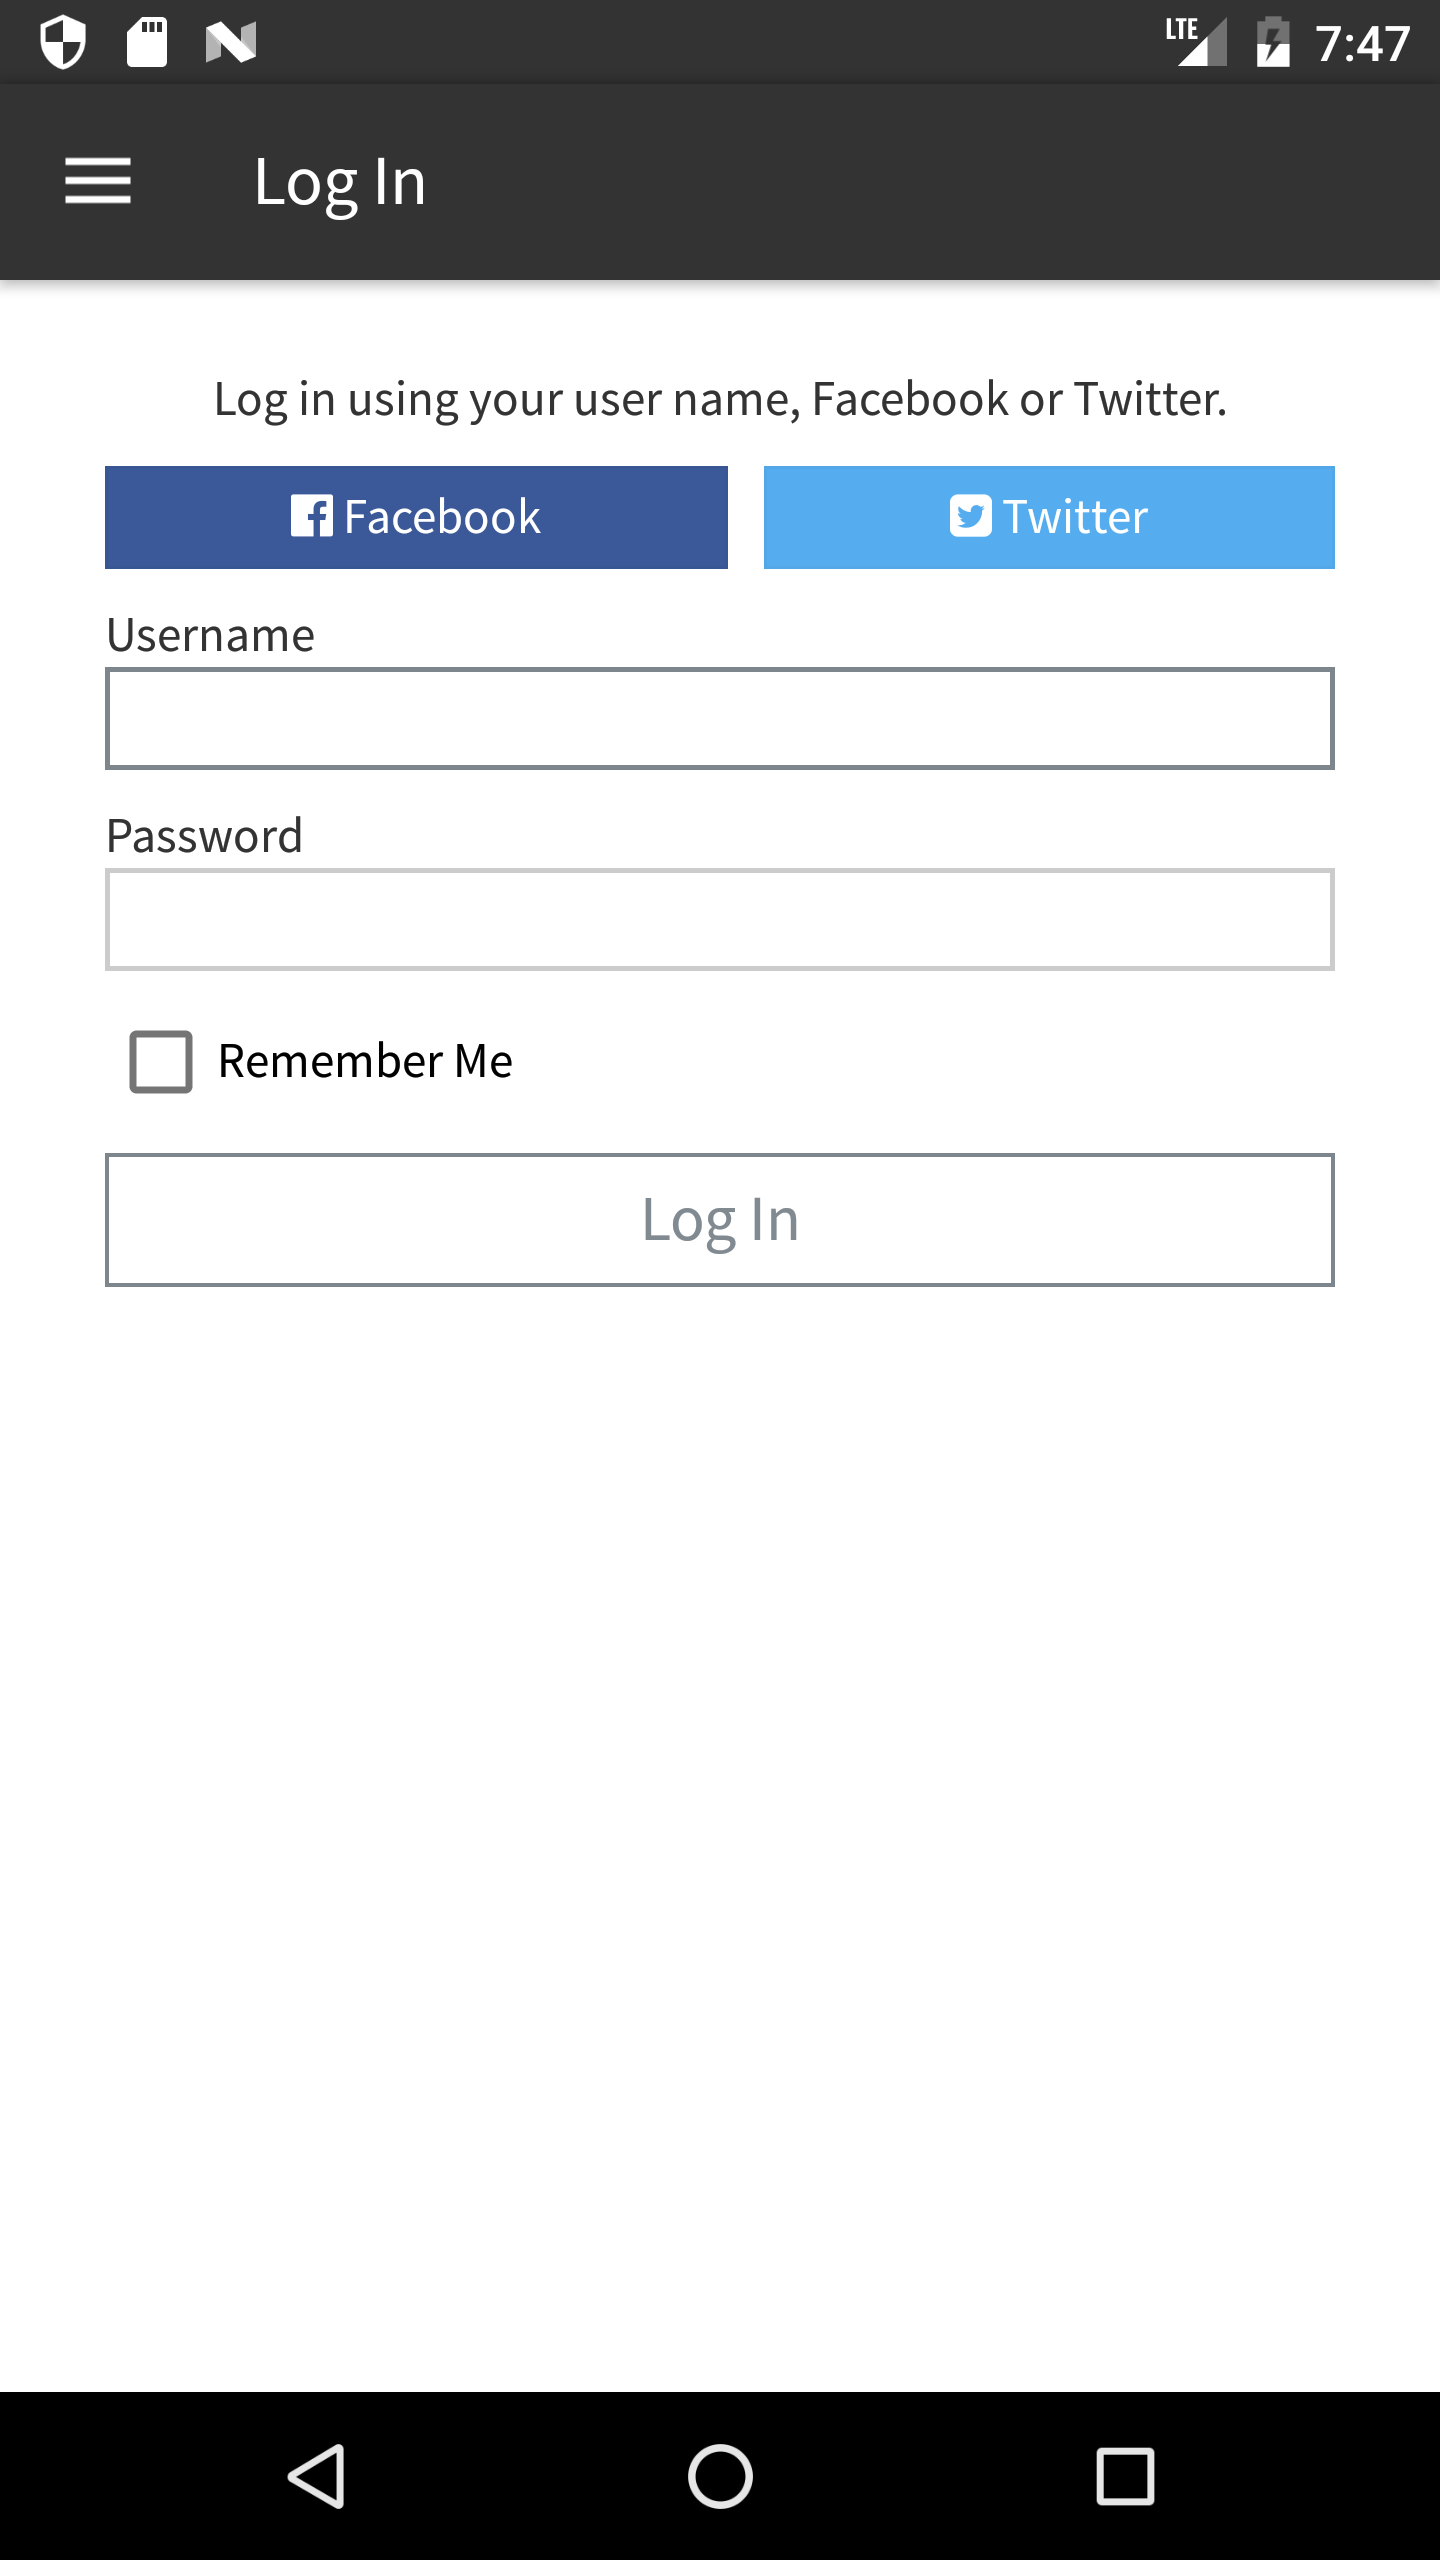 LTE 7:47
Log In
Log in using your user name, Facebook or Twitter.
Facebook Twitter
Username
Password
Remember Me
Log In